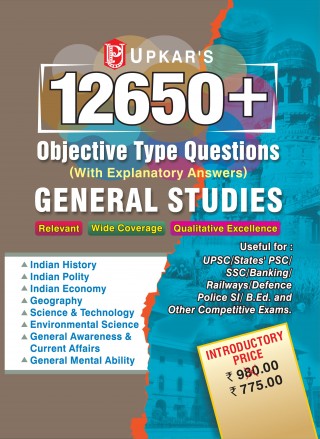 UPKAR'S
12650+
Objective Type Questions
(With Explanatory Answers)
GENERAL STUDIES
Relevant Wide Coverage Qualitative Excellence
Useful for :
UPSC/States' PSC/
SSC/Banking/
Railways/Defence
Police SI/ B.Ed. and
Other Competitive Exams.
Indian History
Indian Polity
Indian Economy
Geography
Science & Technology
Environmental Science
General Awareness &
Current Affairs
General Mental Ability
INTRODUCTORY
PRICE
₹ 980.00
₹ 775.00